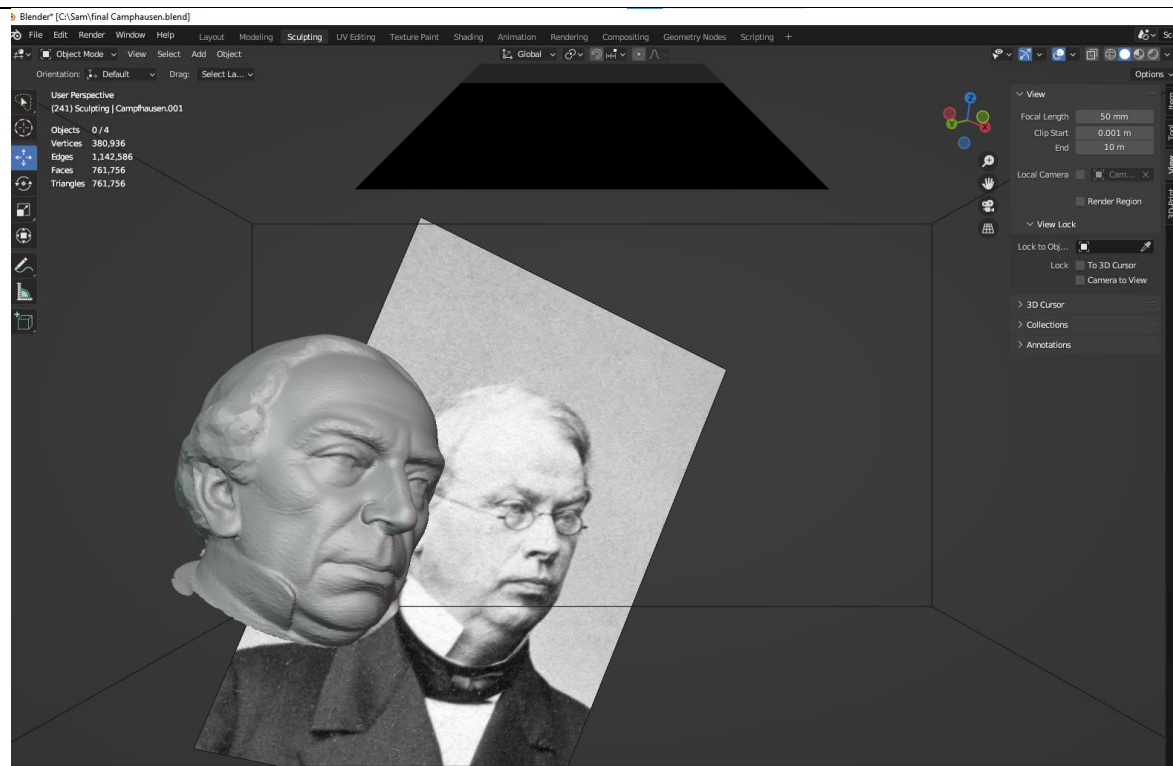 Blender* [C:\Sam\final Camphausen.blend]
File Edit Render Window Help Layout Modeling Sculpting UV Editing Texture Paint Shading Animation Rendering Compositing Geometry Nodes Scripting + Sc
Object Mode View Select Add Object Global
Orientation: Default Drag: Select La... Options
User Perspective
(241) Sculpting | Campfhausen.001
Objects 0/4
Vertices 380,936
Edges 1,142,586
Faces 761,756
Triangles 761,756
X
Y
Z
View
Focal Length 50 mm
Clip Start 0.001 m
End 10 m
Local Camera Cam...
Render Region
View Lock
Lock to Obj...
Lock To 3D Cursor
Camera to View
3D Cursor
Collections
Annotations
Item
Tool
View
3D-Print